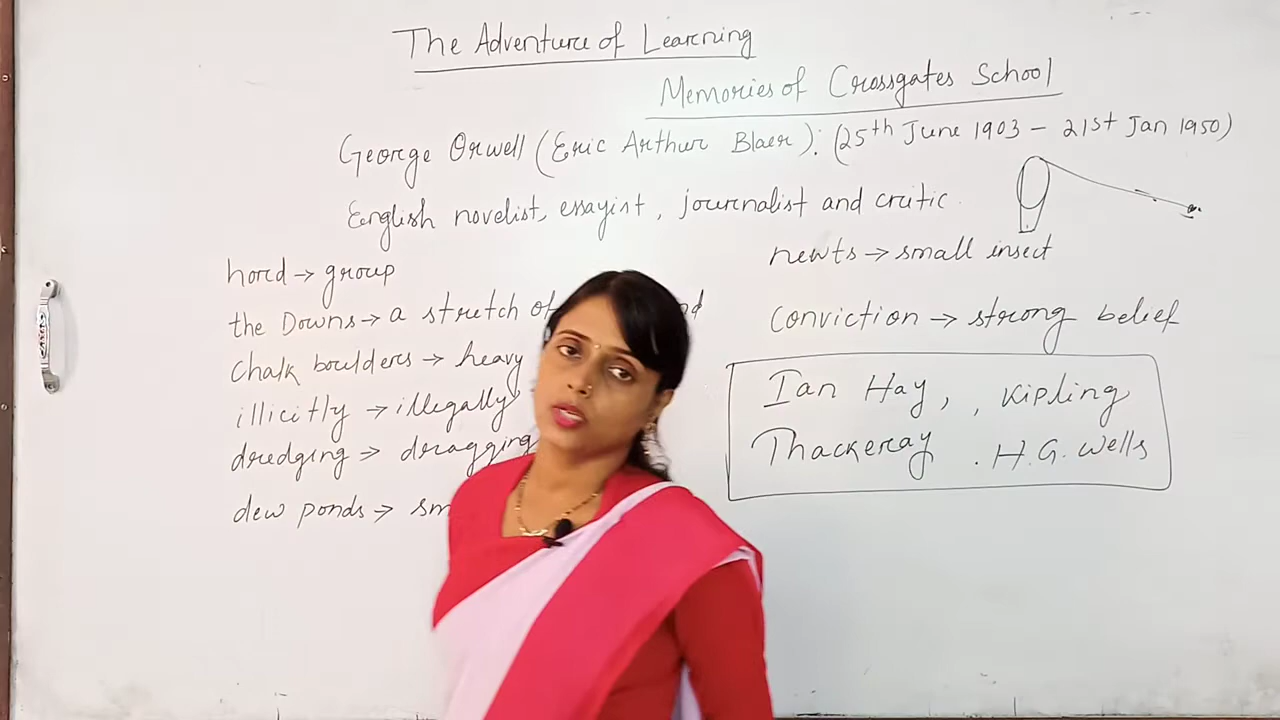 The Adventure of Learning
Memories of Crossgates School
George Orwell (Eric Arthur Blaer): (25th June 1903 - 21st Jan 1950)
English novelist, essayist, journalist and critic
hord → group
the Downs → a stretch of
chalk boulders → heavy
illicitly → illegally
dredging → dragging
dew ponds → sm
newts → small insect
conviction → strong belief
Ian Hay, , Kipling
Thackeray . H.G. Wells